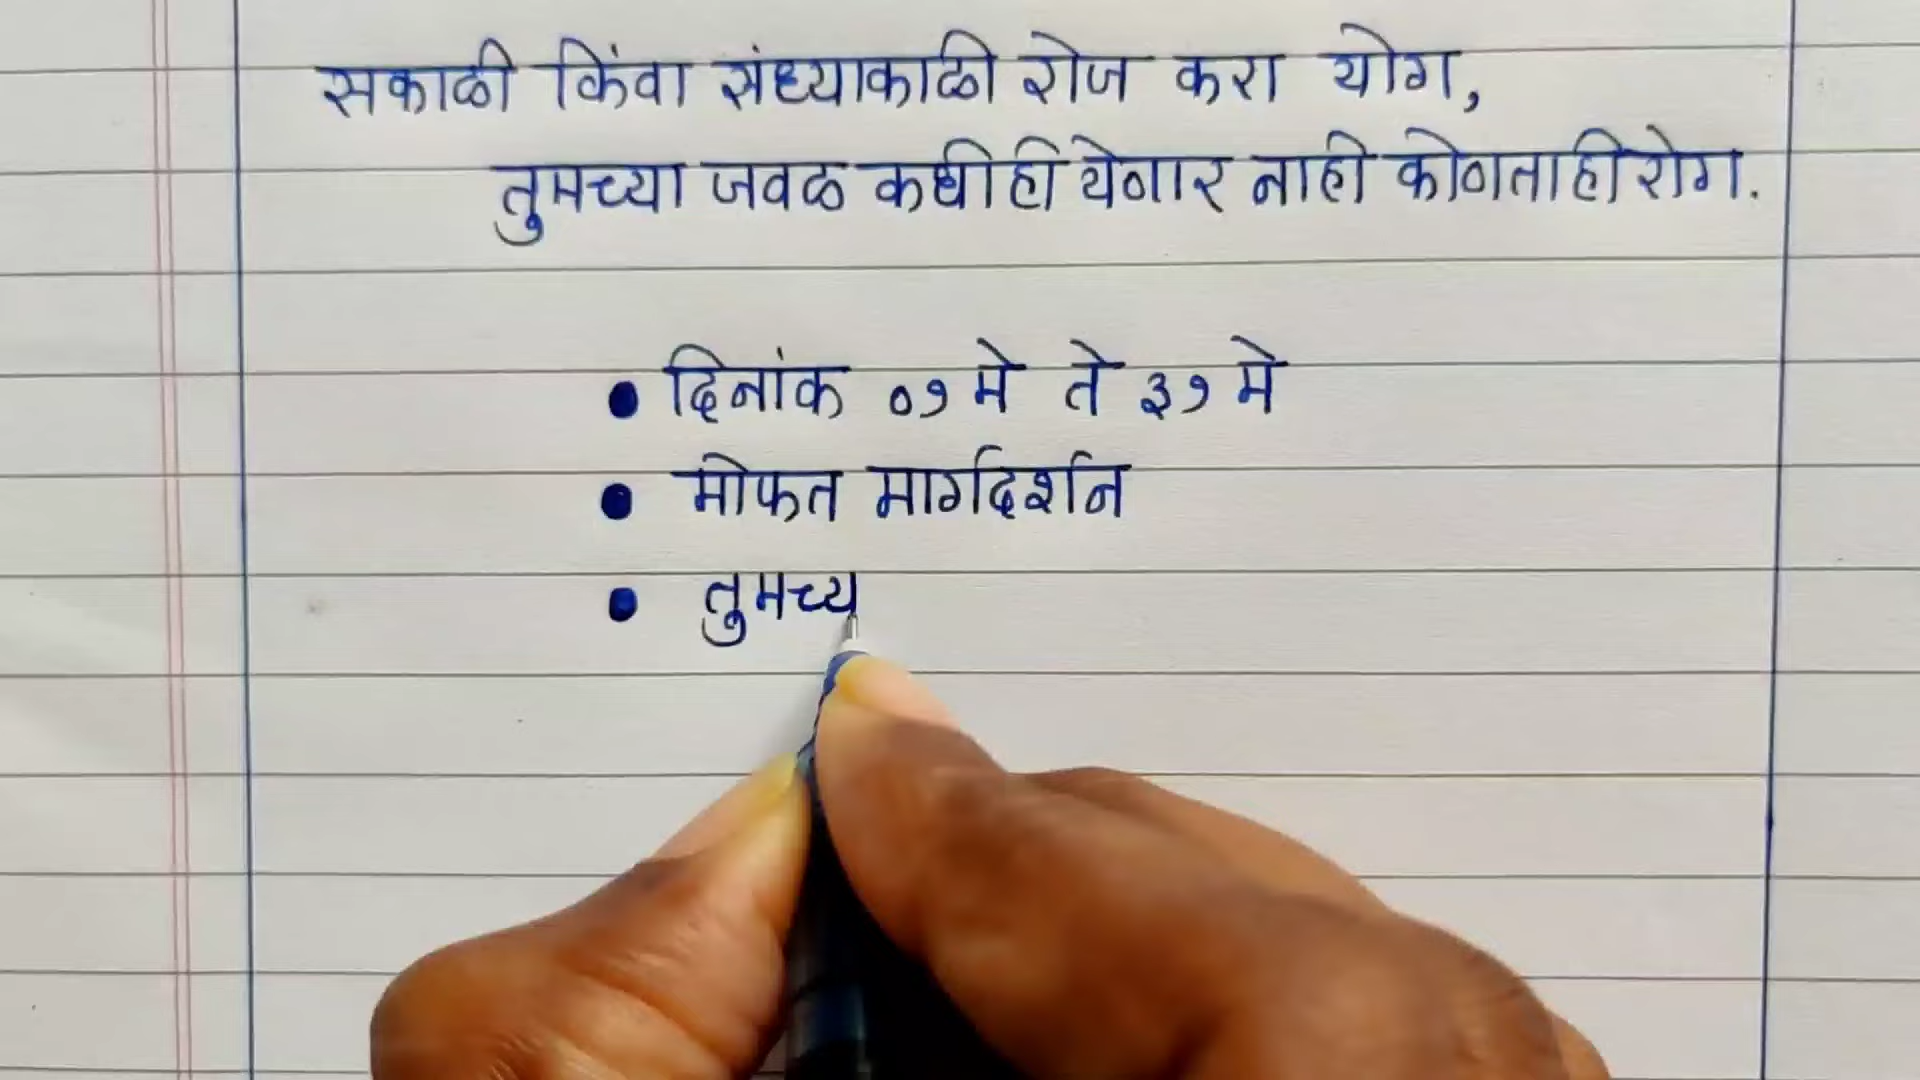 सकाळी किंवा संध्याकाळी रोज करा योग,
तुमच्या जवळ कधीही येणार नाही कोणताही रोग.
• दिनांक ०१ मे ते ३१ मे
• मोफत मार्गदर्शन
• तुमच्य